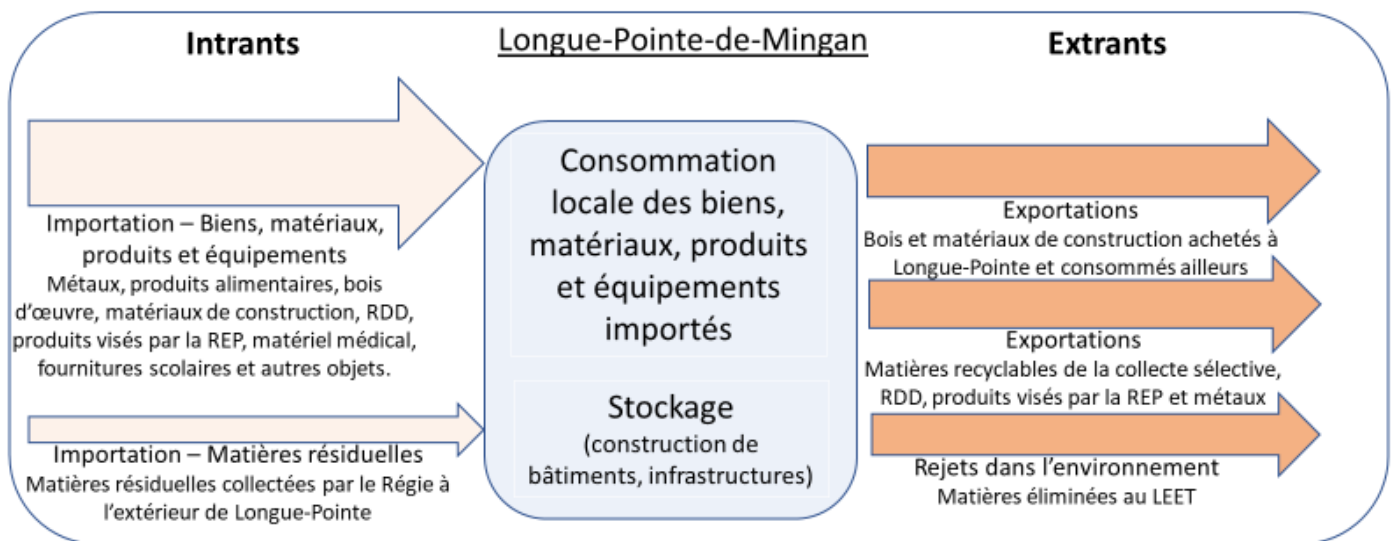 Intrants
Longue-Pointe-de-Mingan
Extrants
Importation – Biens, matériaux,
produits et équipements
Métaux, produits alimentaires, bois
d'œuvre, matériaux de construction, RDD,
produits visés par la REP, matériel médical,
fournitures scolaires et autres objets.
Importation – Matières résiduelles
Matières résiduelles collectées par le Régie à
l'extérieur de Longue-Pointe
Consommation
locale des biens,
matériaux, produits
et équipements
importés
Stockage
(construction de
bâtiments, infrastructures)
Exportations
Bois et matériaux de construction achetés à
Longue-Pointe et consommés ailleurs
Exportations
Matières recyclables de la collecte sélective,
RDD, produits visés par la REP et métaux
Rejets dans l'environnement
Matières éliminées au LEET